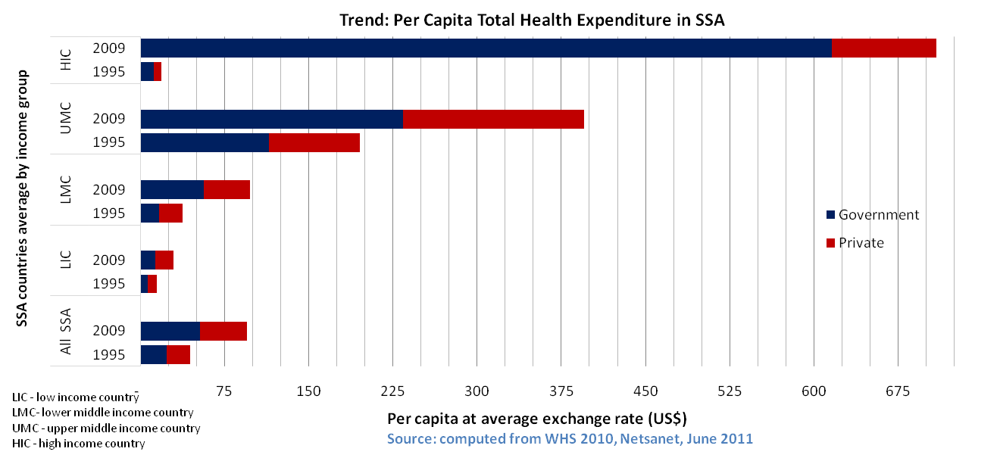 Trend: Per Capita Total Health Expenditure in SSA
SSA countries average by income group
HIC
2009
1995
UMC
2009
1995
LMC
2009
1995
LIC
2009
1995
All SSA
2009
1995
Government
Private
- 75 150 225 300 375 450 525 600 675
Per capita at average exchange rate (US$)
Source: computed from WHS 2010, Netsanet, June 2011
LIC - low income country
LMC- lower middle income country
UMC - upper middle income country
HIC - high income country